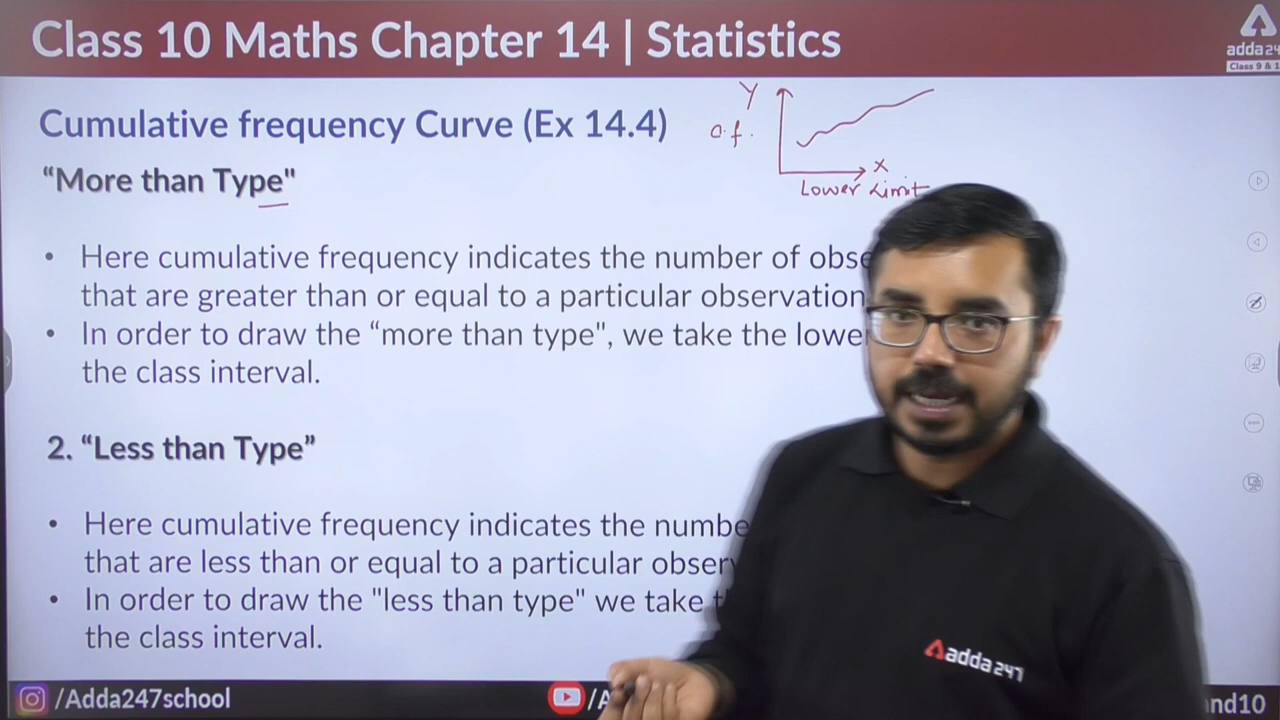 Class 10 Maths Chapter 14 | Statistics
adda24
Class 9 & 1
Cumulative frequency Curve (Ex 14.4)
Y
c.f.
X
Lower Limit
“More than Type"
• Here cumulative frequency indicates the number of obse
that are greater than or equal to a particular observation
• In order to draw the “more than type", we take the lower
the class interval.
2. “Less than Type”
• Here cumulative frequency indicates the numbe
that are less than or equal to a particular observ
• In order to draw the "less than type" we take t
the class interval.
adda247
/Adda247school
/A
nd10